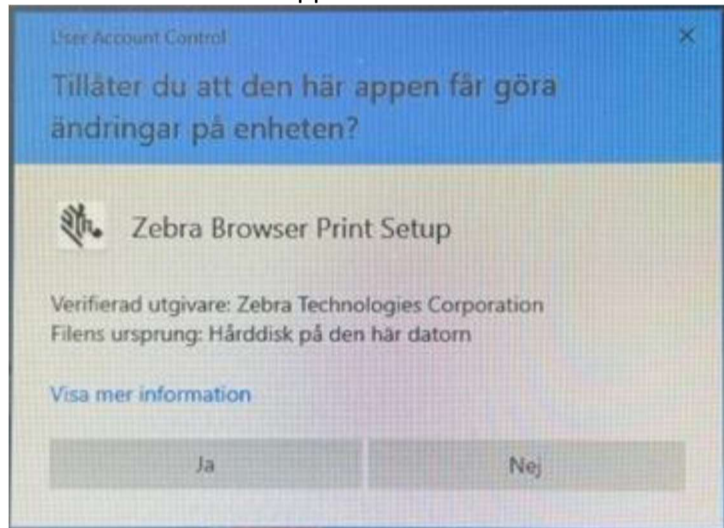 User Account Control
Tillåter du att den här appen får göra
ändringar på enheten?
Zebra Browser Print Setup
Verifierad utgivare: Zebra Technologies Corporation
Filens ursprung: Hårddisk på den här datorn
Visa mer information
Ja
Nej